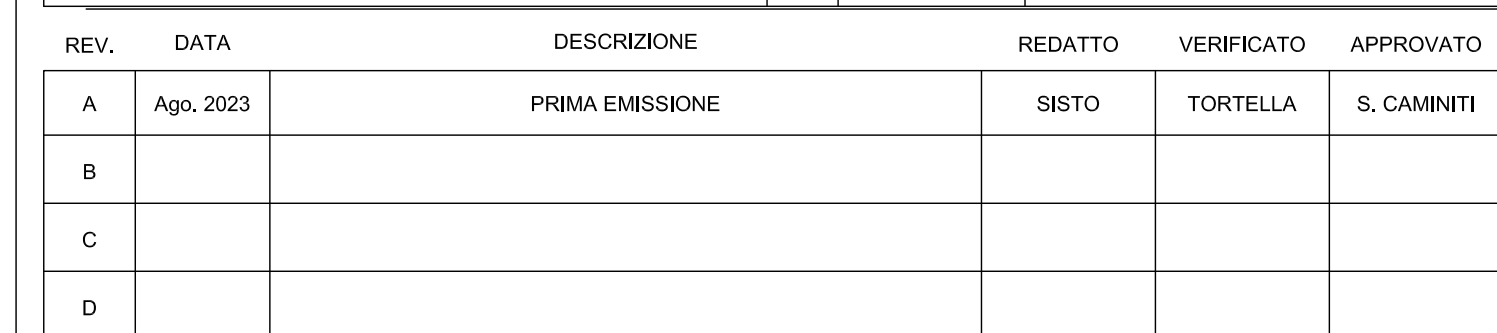 REV. DATA DESCRIZIONE REDATTO VERIFICATO APPROVATO
A Ago. 2023 PRIMA EMISSIONE SISTO TORTELLA S. CAMINITI
B
C
D